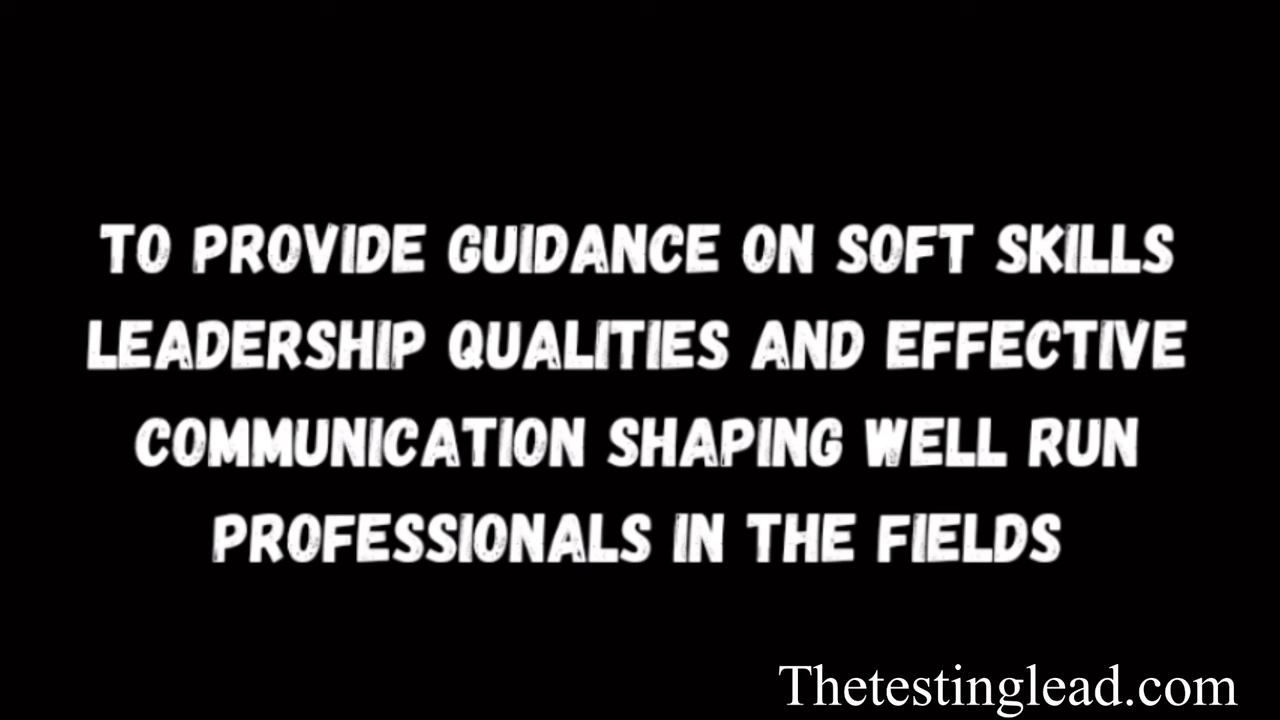 TO PROVIDE GUIDANCE ON SOFT SKILLS
LEADERSHIP QUALITIES AND EFFECTIVE
COMMUNICATION SHAPING WELL RUN
PROFESSIONALS IN THE FIELDS
Thetestinglead.com